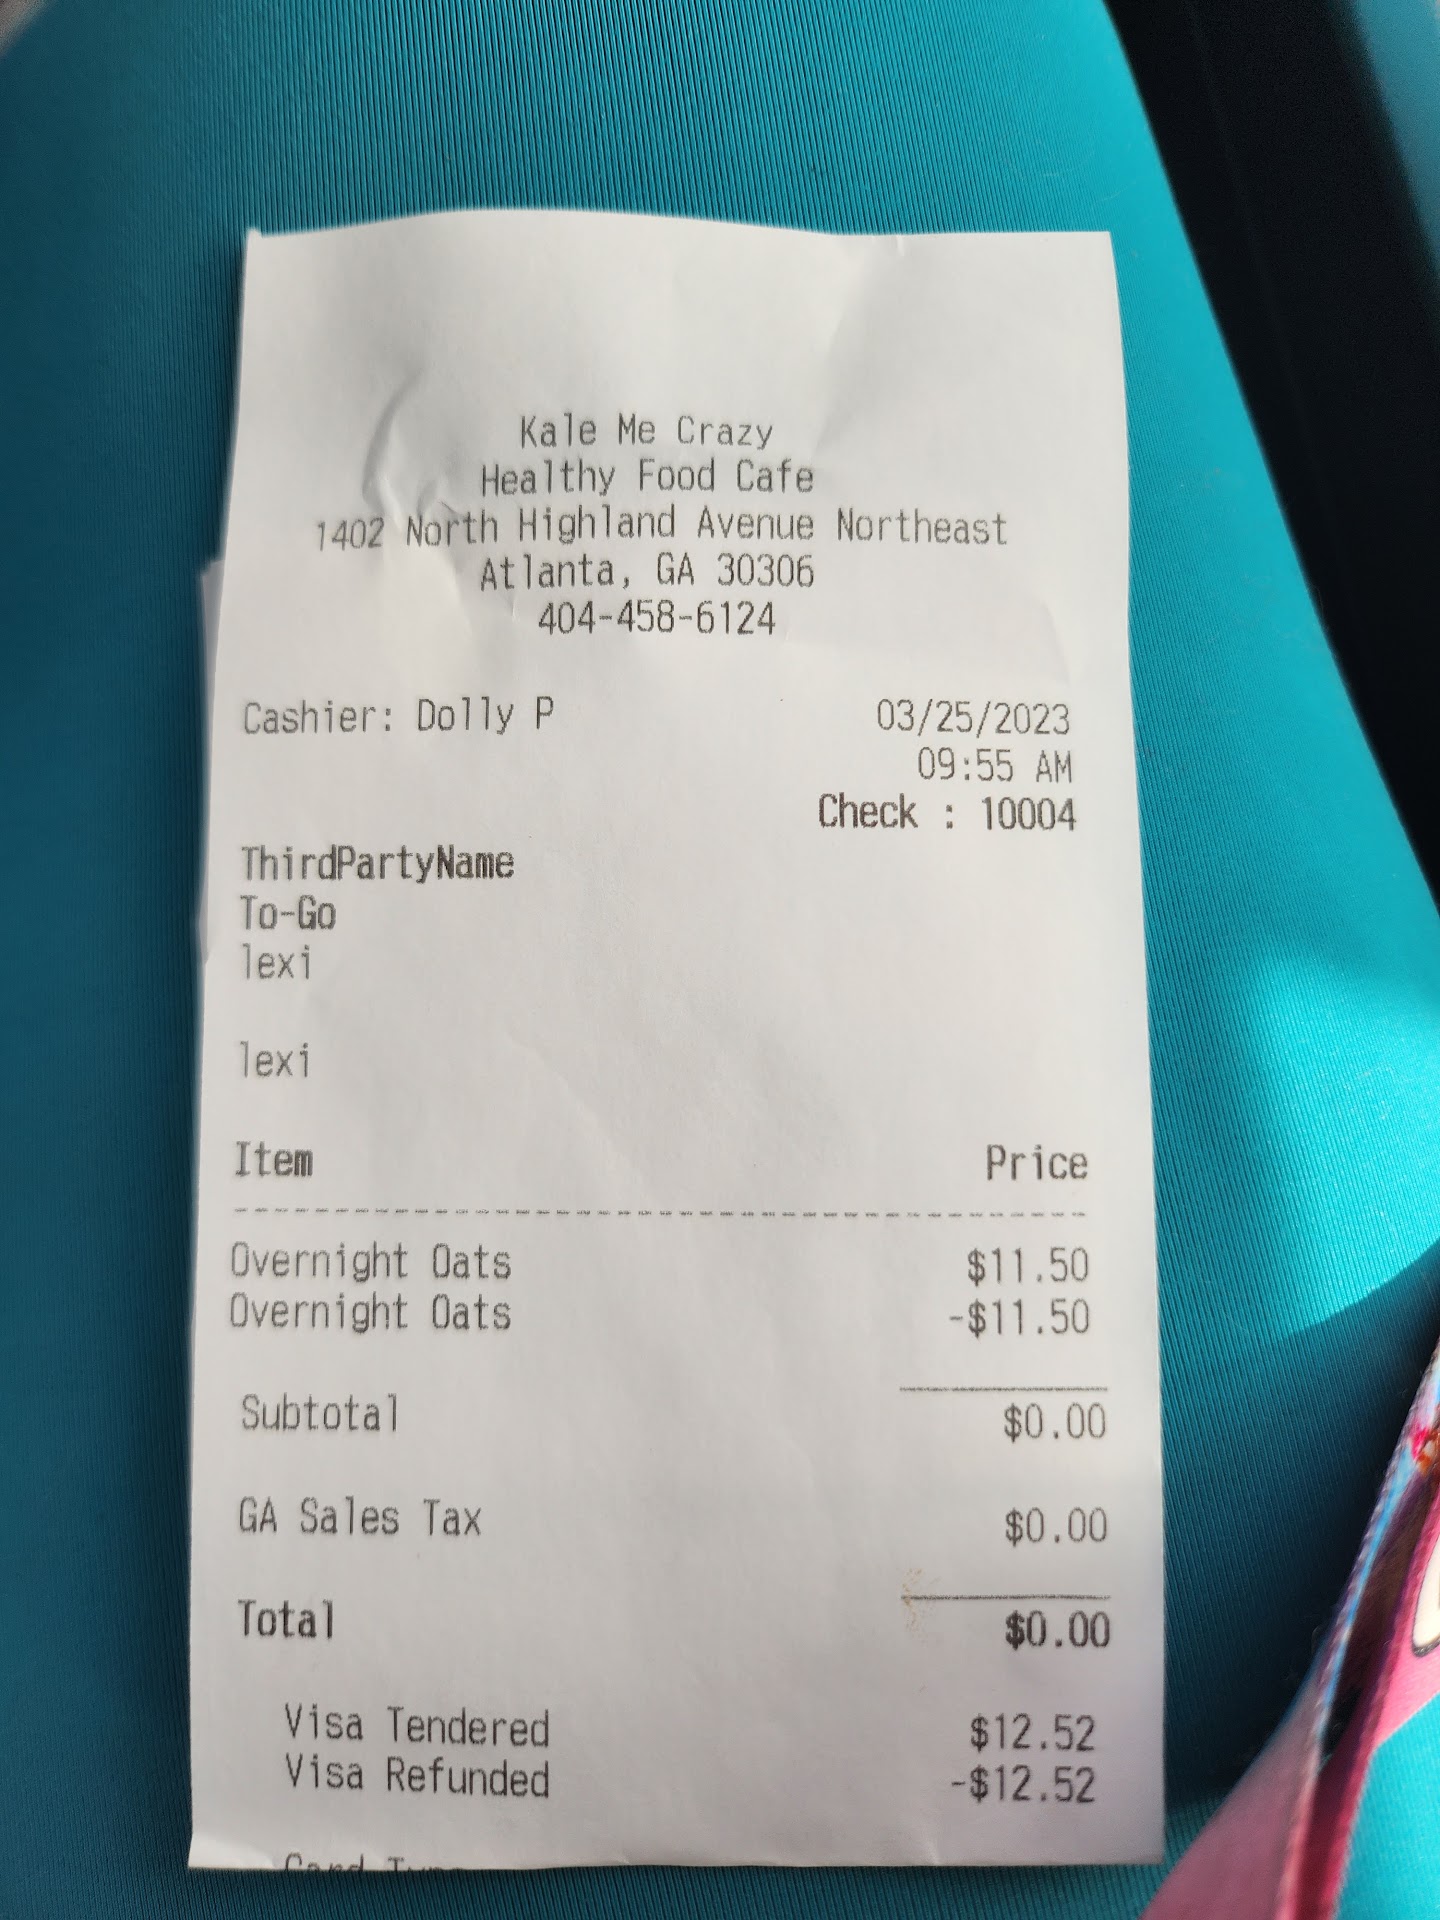 Kale Me Crazy
Healthy Food Cafe
1402 North Highland Avenue Northeast
Atlanta, GA 30306
404-458-6124
Cashier: Dolly P 03/25/2023
09:55 AM
Check : 10004
ThirdPartyName
To-Go
lexi
lexi
Item Price
Overnight Oats $11.50
Overnight Oats -$11.50
Subtotal $0.00
GA Sales Tax $0.00
Total $0.00
Visa Tendered $12.52
Visa Refunded -$12.52
Card